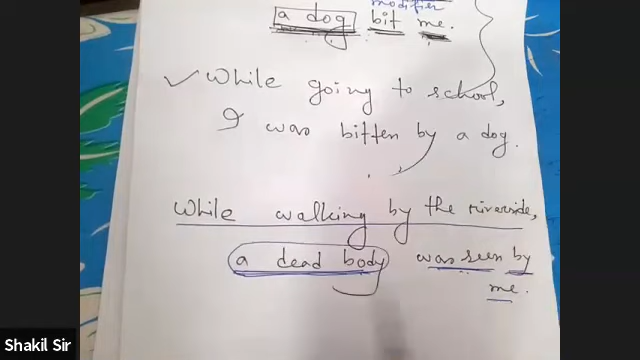 modifier
a dog bit me.
While going to school,
I was bitten by a dog.
While walking by the riverside,
a dead body was seen by
me.
Shakil Sir